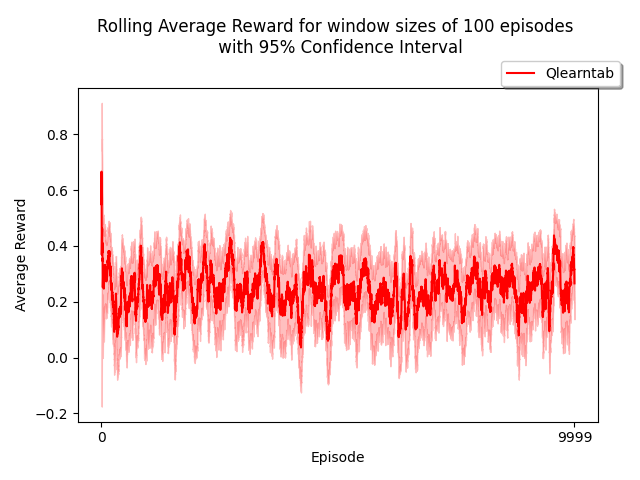 Rolling Average Reward for window sizes of 100 episodes
with 95% Confidence Interval
Qlearntab
Average Reward
0.8
0.6
0.4
0.2
0.0
−0.2
0
9999
Episode